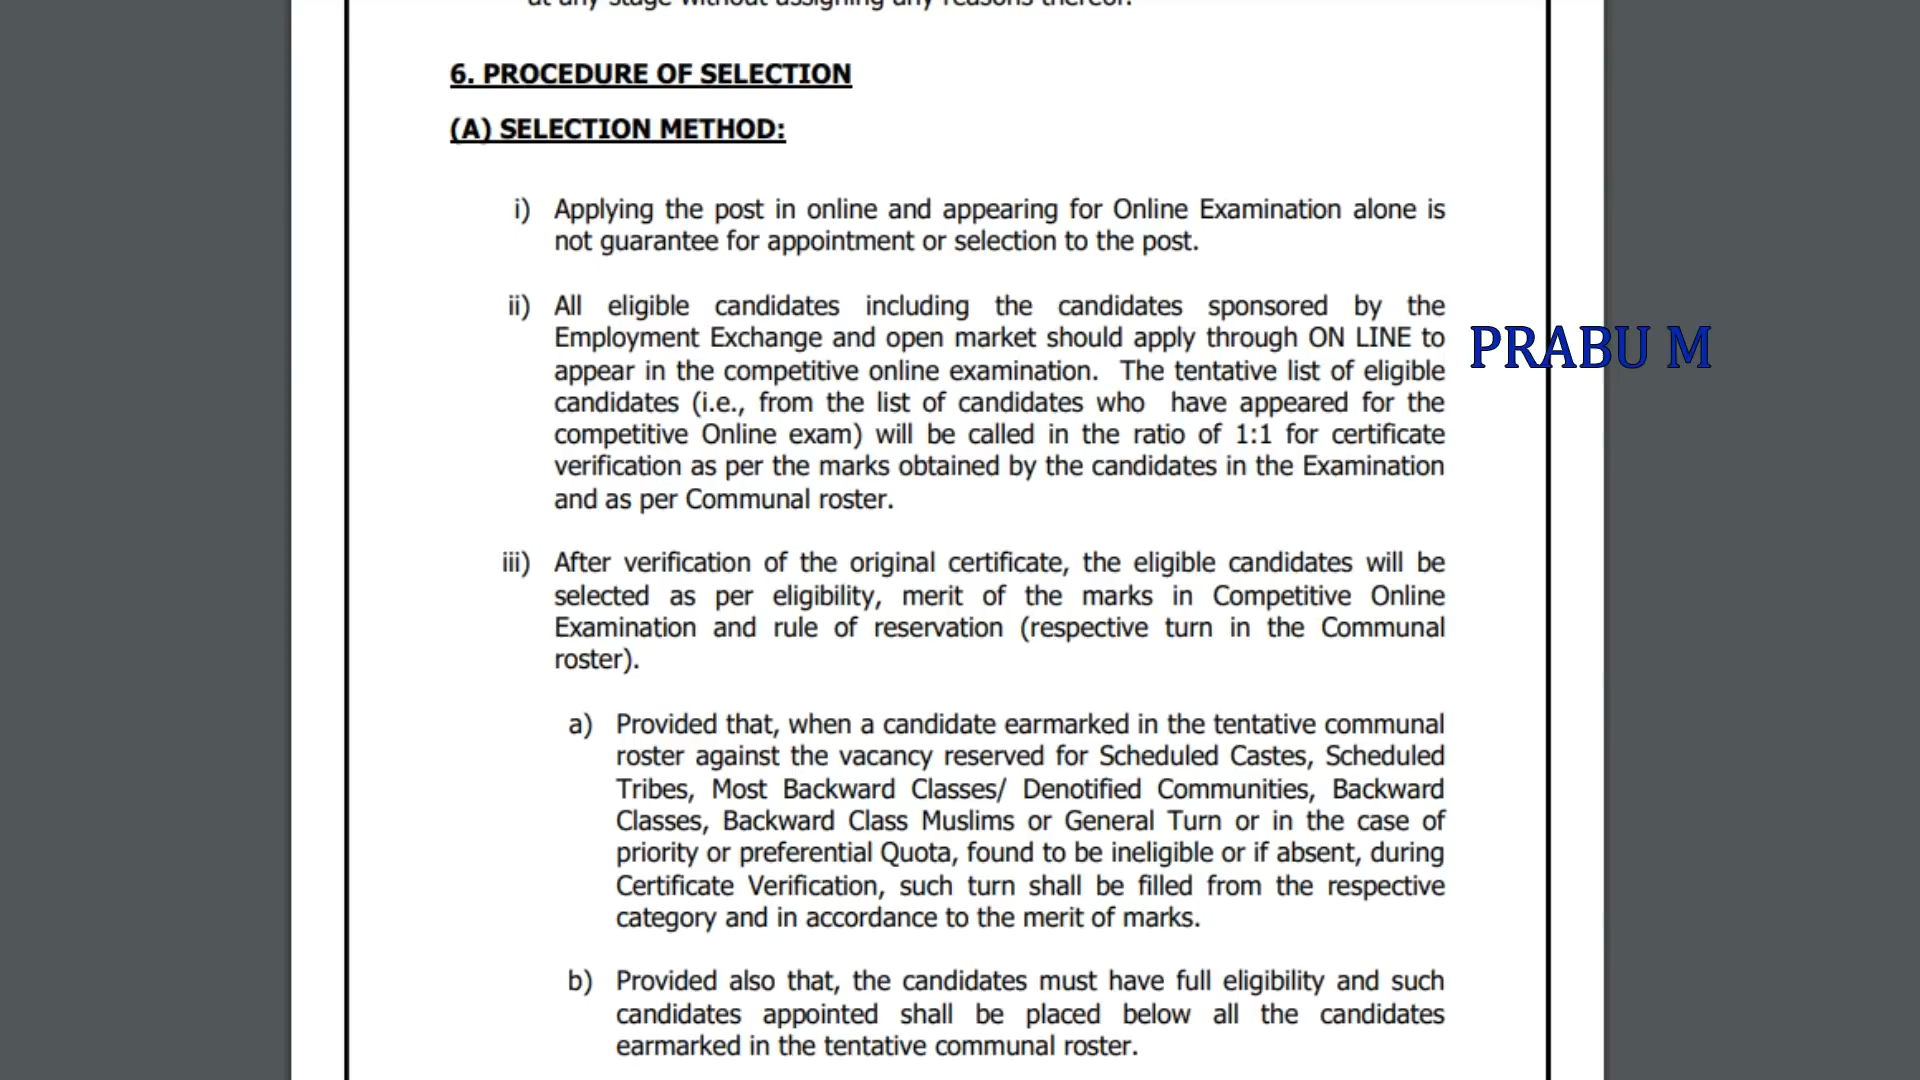 at any stage without assigning any reasons thereof.
6. PROCEDURE OF SELECTION
(A) SELECTION METHOD:
i) Applying the post in online and appearing for Online Examination alone is
not guarantee for appointment or selection to the post.
ii) All eligible candidates including the candidates sponsored by the
Employment Exchange and open market should apply through ON LINE to
appear in the competitive online examination. The tentative list of eligible
candidates (i.e., from the list of candidates who have appeared for the
competitive Online exam) will be called in the ratio of 1:1 for certificate
verification as per the marks obtained by the candidates in the Examination
and as per Communal roster.
PRABU M
iii) After verification of the original certificate, the eligible candidates will be
selected as per eligibility, merit of the marks in Competitive Online
Examination and rule of reservation (respective turn in the Communal
roster).
a) Provided that, when a candidate earmarked in the tentative communal
roster against the vacancy reserved for Scheduled Castes, Scheduled
Tribes, Most Backward Classes/ Denotified Communities, Backward
Classes, Backward Class Muslims or General Turn or in the case of
priority or preferential Quota, found to be ineligible or if absent, during
Certificate Verification, such turn shall be filled from the respective
category and in accordance to the merit of marks.
b) Provided also that, the candidates must have full eligibility and such
candidates appointed shall be placed below all the candidates
earmarked in the tentative communal roster.